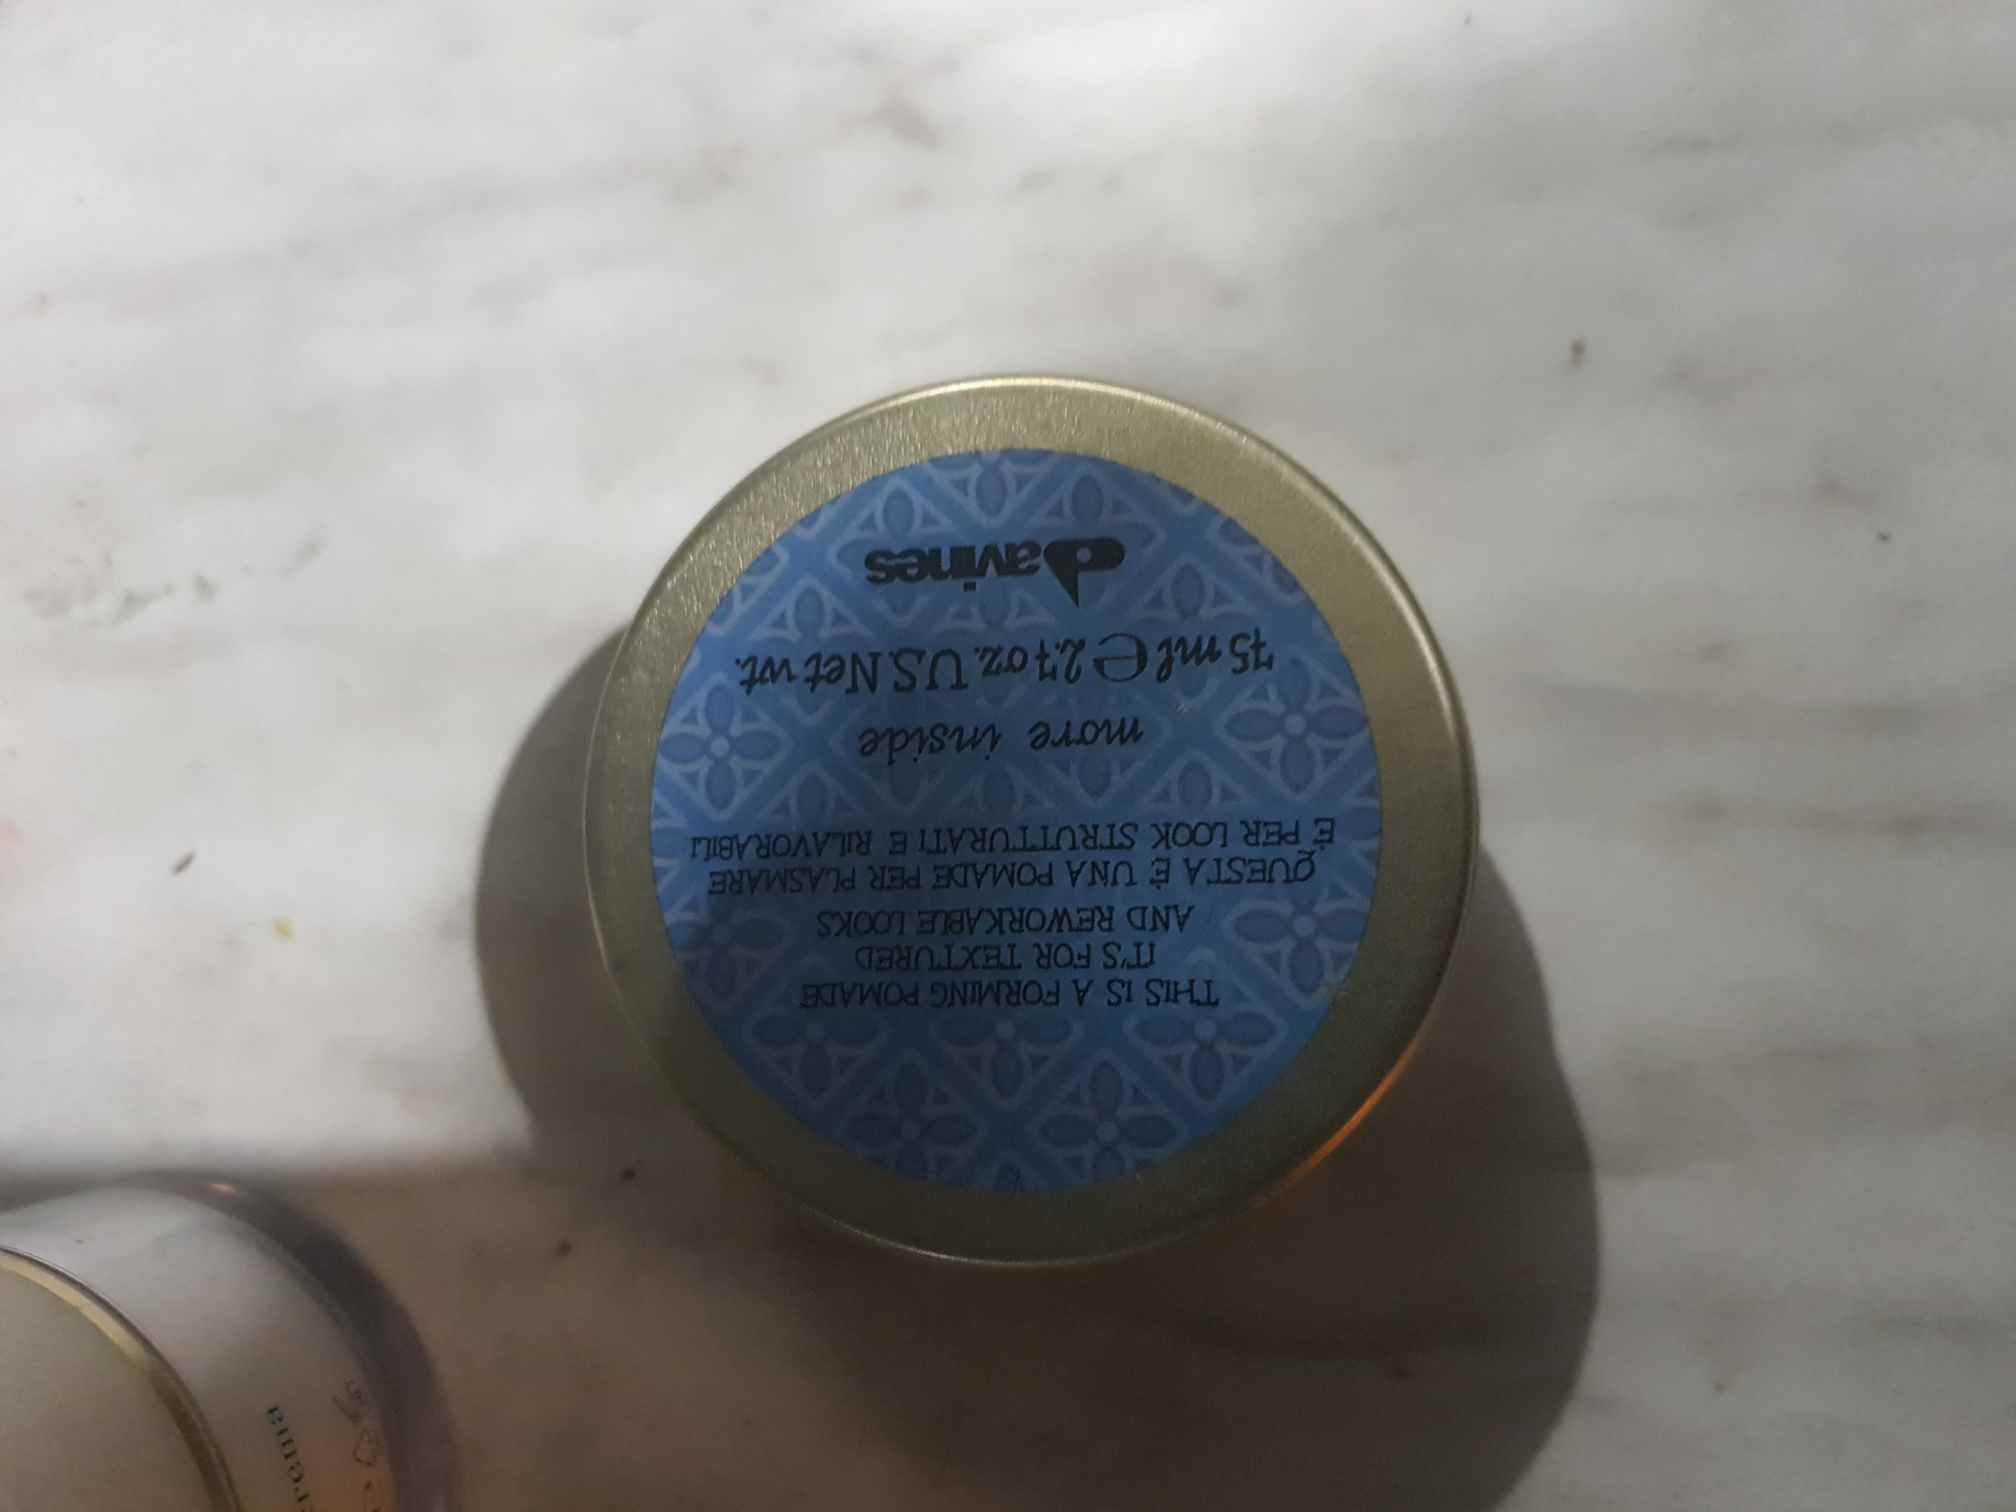 THIS IS A FORMING POMADE
IT'S FOR TEXTURED
AND REWORKABLE LOOKS
QUESTA È UNA POMADE PER PLASMARE
È PER LOOK STRUTTURATI E RILAVORABILI
more inside
75 ml ℮ 2.7 oz. U.S. Net wt.
davines